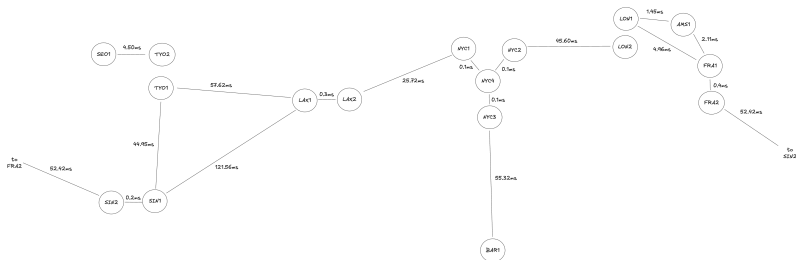 LON1
1.45ms
AMS1
2.11ms
4.96ms
FRA1
0.4ms
FRA2
52.42ms
to
SIN2
SEO1
4.50ms
TYO2
NYC1
0.1ms
NYC2
0.1ms
45.60ms
LON2
NYC4
25.72ms
0.1ms
NYC3
55.32ms
BAR1
TYO1
57.62ms
LAX1
0.3ms
LAX2
44.95ms
121.56ms
to
FRA2
52.42ms
SIN2
0.2ms
SIN1